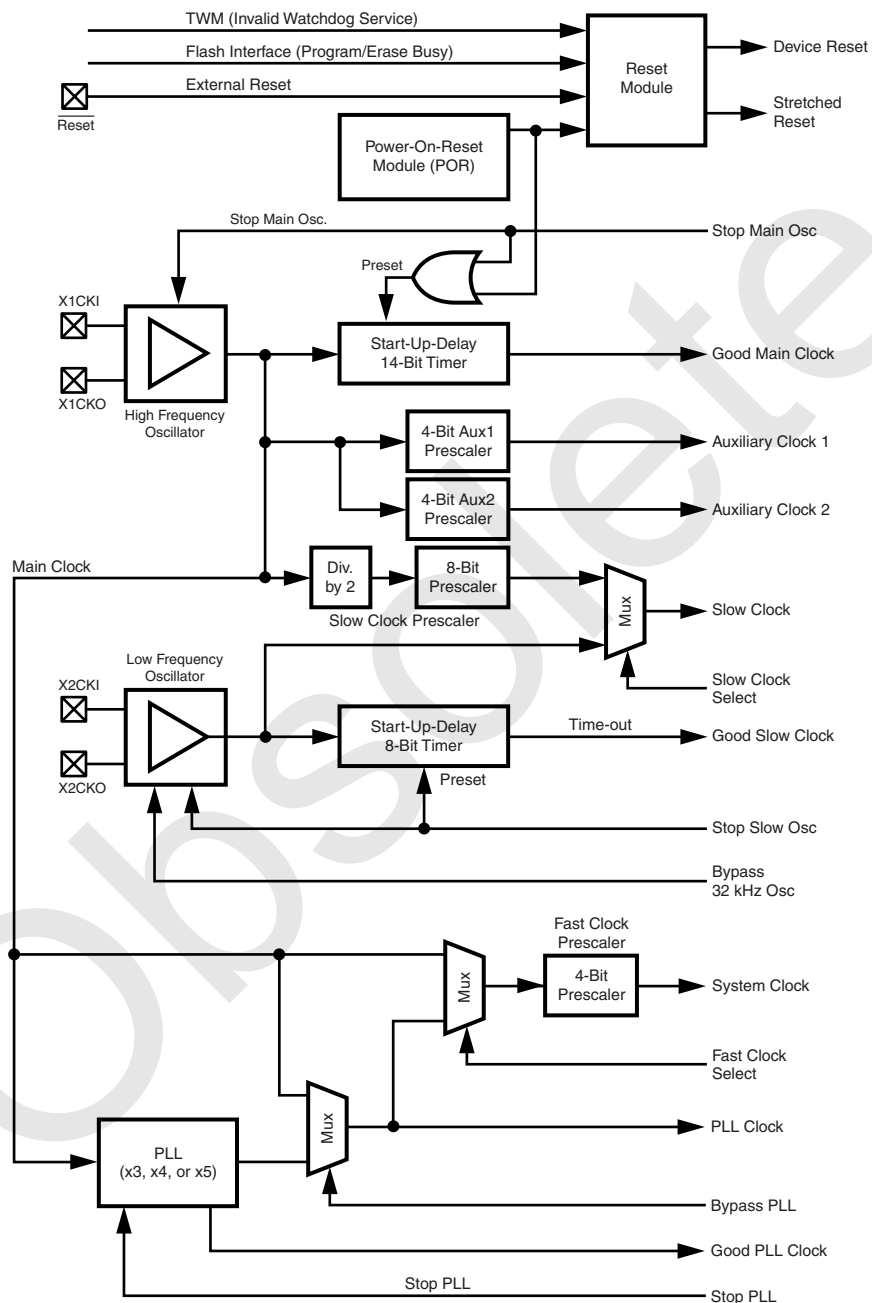 TWM (Invalid Watchdog Service)
Flash Interface (Program/Erase Busy)
External Reset
Reset
Reset
Module
Device Reset
Stretched
Reset
Power-On-Reset
Module (POR)
Stop Main Osc.
Stop Main Osc
Preset
X1CKI
X1CKO
High Frequency
Oscillator
Start-Up-Delay
14-Bit Timer
Good Main Clock
4-Bit Aux1
Prescaler
Auxiliary Clock 1
4-Bit Aux2
Prescaler
Auxiliary Clock 2
Main Clock
Div.
by 2
8-Bit
Prescaler
Slow Clock Prescaler
Mux
Slow Clock
Slow Clock
Select
Low Frequency
Oscillator
X2CKI
X2CKO
Start-Up-Delay
8-Bit Timer
Time-out
Good Slow Clock
Preset
Stop Slow Osc
Bypass
32 kHz Osc
Fast Clock
Prescaler
Mux
4-Bit
Prescaler
System Clock
Fast Clock
Select
Mux
PLL Clock
PLL
(x3, x4, or x5)
Bypass PLL
Good PLL Clock
Stop PLL
Stop PLL
Obsolete